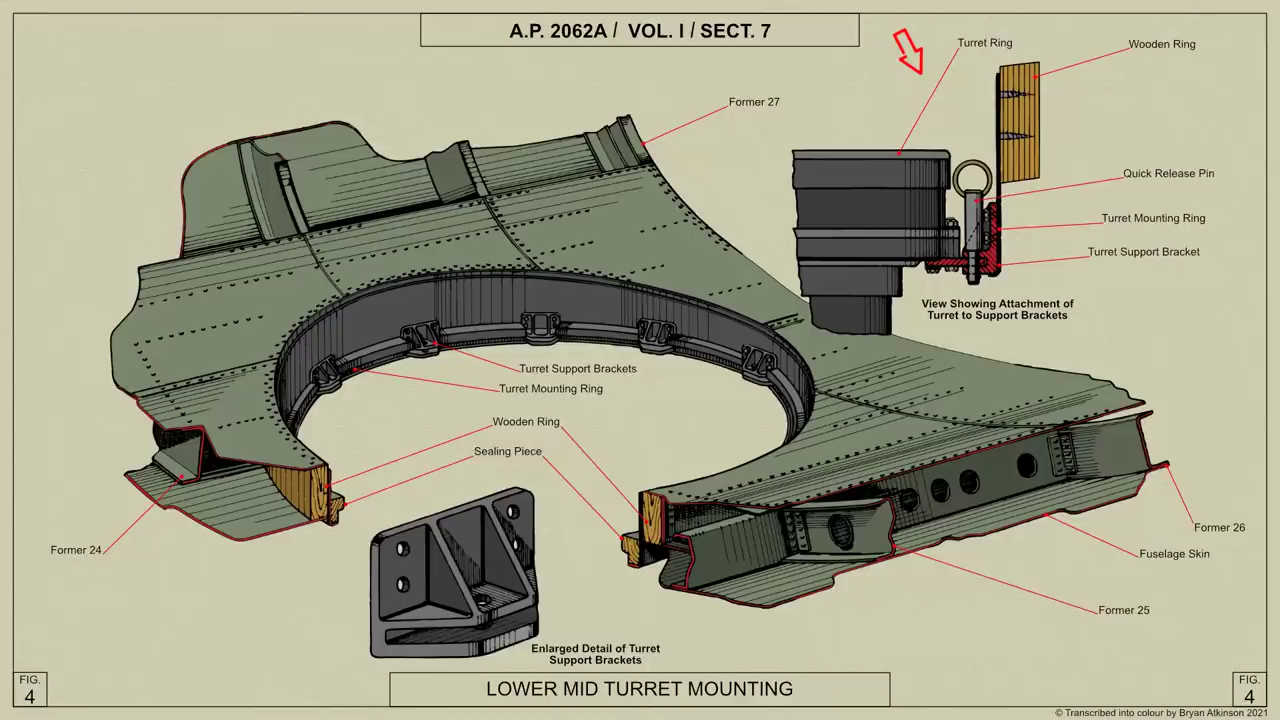 A.P. 2062A / VOL. I / SECT. 7
Turret Ring
Wooden Ring
Former 27
Quick Release Pin
Turret Mounting Ring
Turret Support Bracket
View Showing Attachment of
Turret to Support Brackets
Turret Support Brackets
Turret Mounting Ring
Wooden Ring
Sealing Piece
Former 24
Former 26
Fuselage Skin
Former 25
Enlarged Detail of Turret
Support Brackets
FIG.
4
LOWER MID TURRET MOUNTING
FIG.
4
© Transcribed into colour by Bryan Atkinson 2021